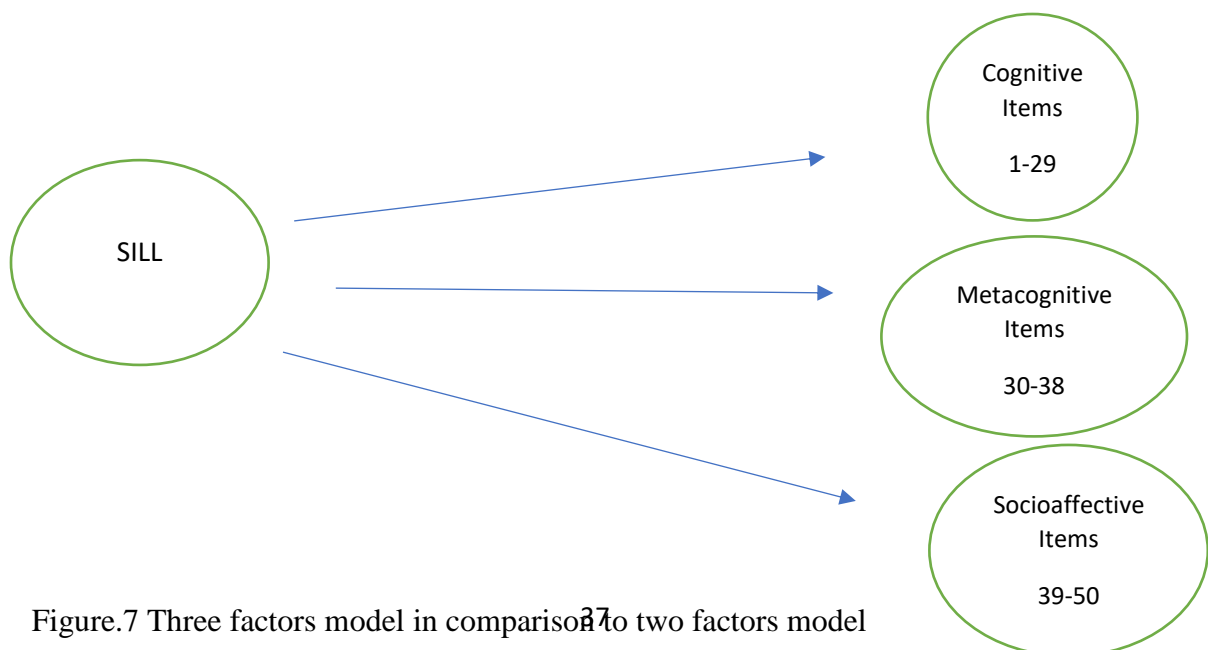 Cognitive
Items
1-29
SILL
Metacognitive
Items
30-38
Socioaffective
Items
39-50
Figure.7 Three factors model in comparison to two factors model
37